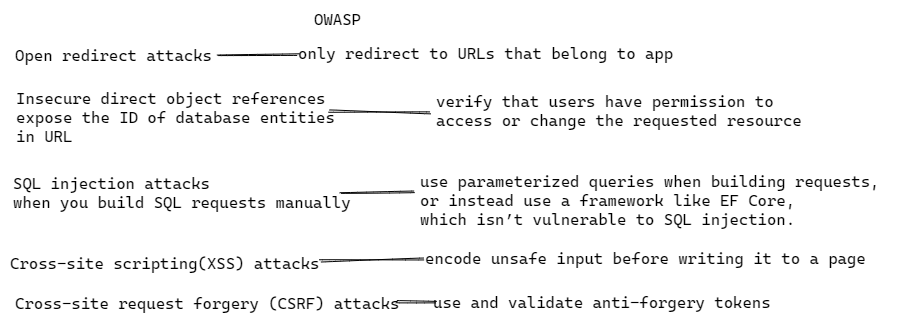 OWASP
Open redirect attacks
only redirect to URLs that belong to app
Insecure direct object references
expose the ID of database entities
in URL
verify that users have permission to
access or change the requested resource
SQL injection attacks
when you build SQL requests manually
use parameterized queries when building requests,
or instead use a framework like EF Core,
which isn't vulnerable to SQL injection.
Cross-site scripting(XSS) attacks
encode unsafe input before writing it to a page
Cross-site request forgery (CSRF) attacks
use and validate anti-forgery tokens